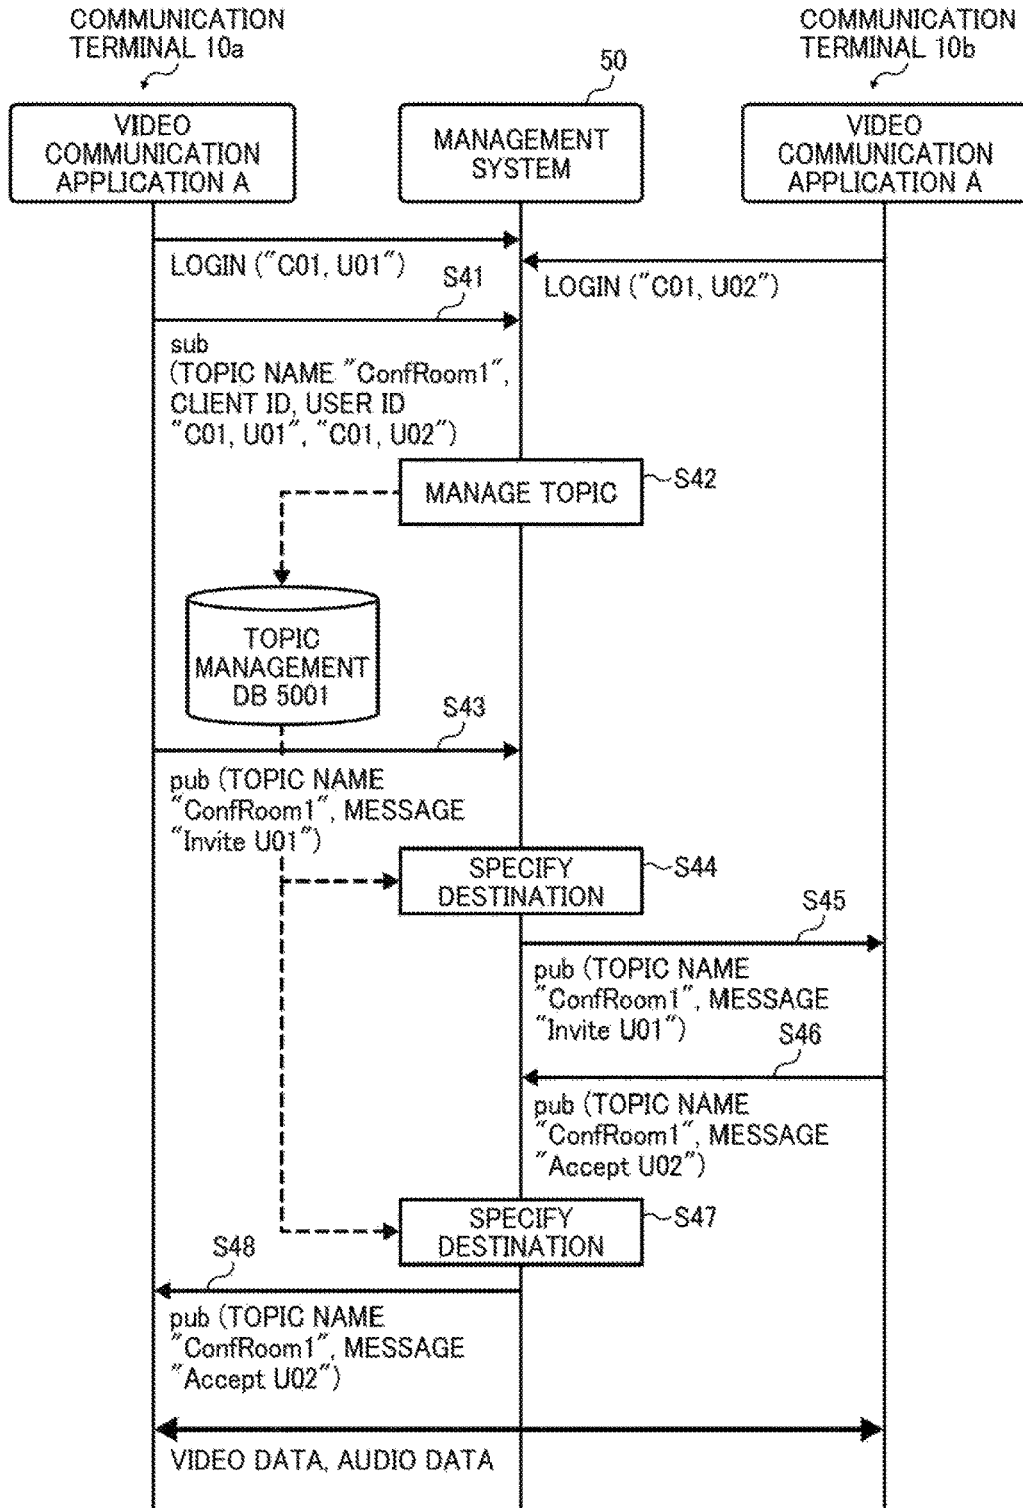 COMMUNICATION
TERMINAL 10a
COMMUNICATION
TERMINAL 10b
50
VIDEO
COMMUNICATION
APPLICATION A
MANAGEMENT
SYSTEM
VIDEO
COMMUNICATION
APPLICATION A
LOGIN ("C01, U01")
LOGIN ("C01, U02")
S41
sub
(TOPIC NAME "ConfRoom1",
CLIENT ID, USER ID
"C01, U01", "C01, U02")
MANAGE TOPIC
S42
TOPIC
MANAGEMENT
DB 5001
S43
pub (TOPIC NAME
"ConfRoom1", MESSAGE
"Invite U01")
SPECIFY
DESTINATION
S44
S45
pub (TOPIC NAME
"ConfRoom1", MESSAGE
"Invite U01")
S46
pub (TOPIC NAME
"ConfRoom1", MESSAGE
"Accept U02")
SPECIFY
DESTINATION
S47
S48
pub (TOPIC NAME
"ConfRoom1", MESSAGE
"Accept U02")
VIDEO DATA, AUDIO DATA